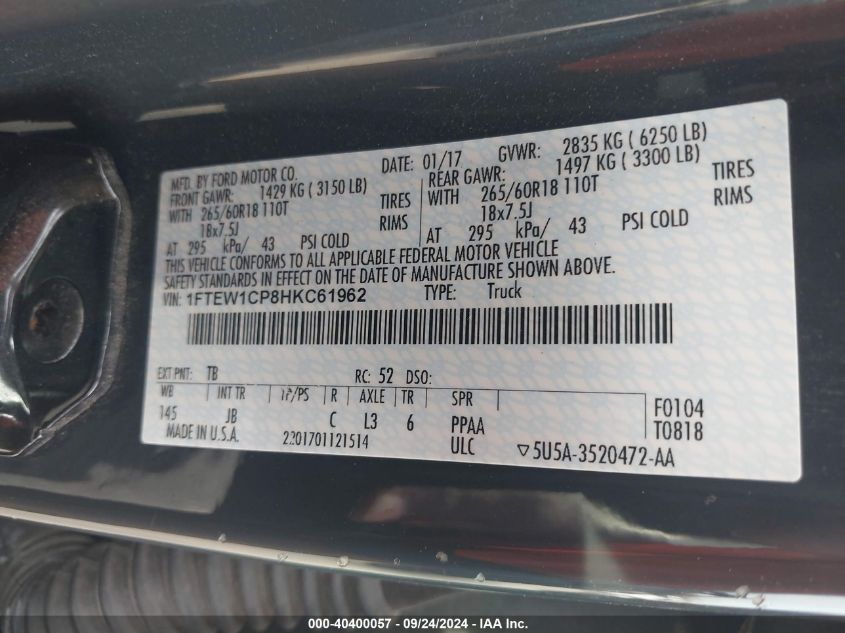 MFD. BY FORD MOTOR CO. DATE: 01/17 GVWR: 2835 KG ( 6250 LB)
FRONT GAWR: 1429 KG ( 3150 LB) REAR GAWR: 1497 KG ( 3300 LB)
WITH 265/60R18 110T TIRES WITH 265/60R18 110T TIRES
18x7.5J RIMS 18x7.5J RIMS
AT 295 kPa/ 43 PSI COLD AT 295 kPa/ 43 PSI COLD
THIS VEHICLE CONFORMS TO ALL APPLICABLE FEDERAL MOTOR VEHICLE
SAFETY STANDARDS IN EFFECT ON THE DATE OF MANUFACTURE SHOWN ABOVE.
VIN: 1FTEW1CP8HKC61962 TYPE: Truck
EXT PNT: TB RC: 52 DSO:
WB INT TR TP/PS R AXLE TR SPR
145 JB C L3 6 PPAA F0104
MADE IN U.S.A. 2201701121514 ULC T0818
▽5U5A-3520472-AA
000-40400057 - 09/24/2024 - IAA Inc.